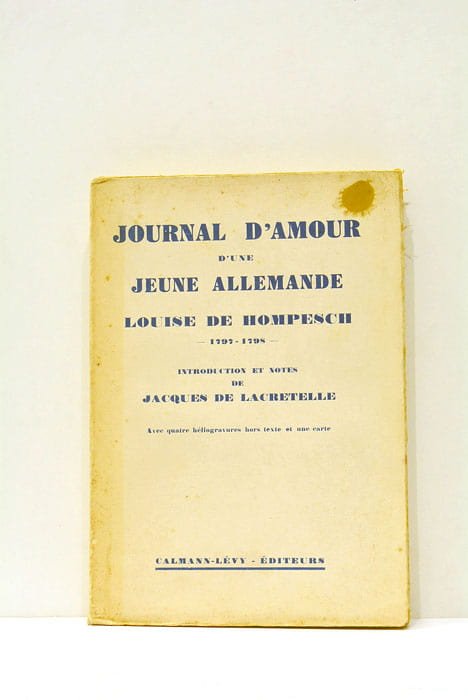 JOURNAL D'AMOUR
D'UNE
JEUNE ALLEMANDE
LOUISE DE HOMPESCH
— 1797-1798 —
INTRODUCTION ET NOTES
DE
JACQUES DE LACRETELLE
Avec quatre héliogravures hors texte et une carte
CALMANN-LÉVY - ÉDITEURS